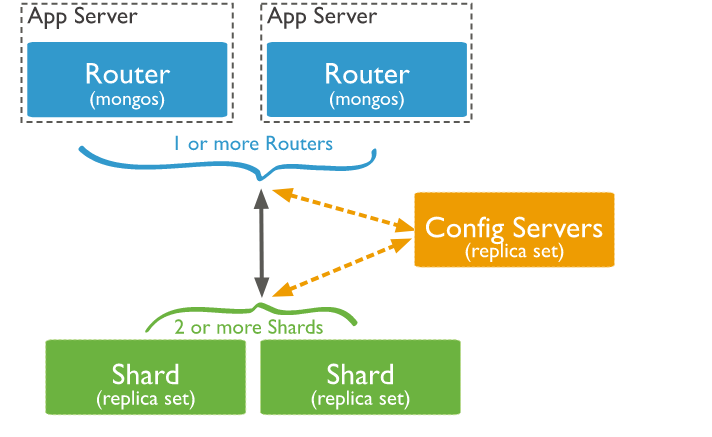 App Server
App Server
Router
(mongos)
Router
(mongos)
1 or more Routers
Config Servers
(replica set)
2 or more Shards
Shard
(replica set)
Shard
(replica set)